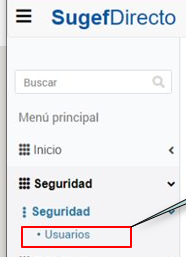 SugefDirecto
Buscar
Menú principal
Inicio
Seguridad
Seguridad
Usuarios